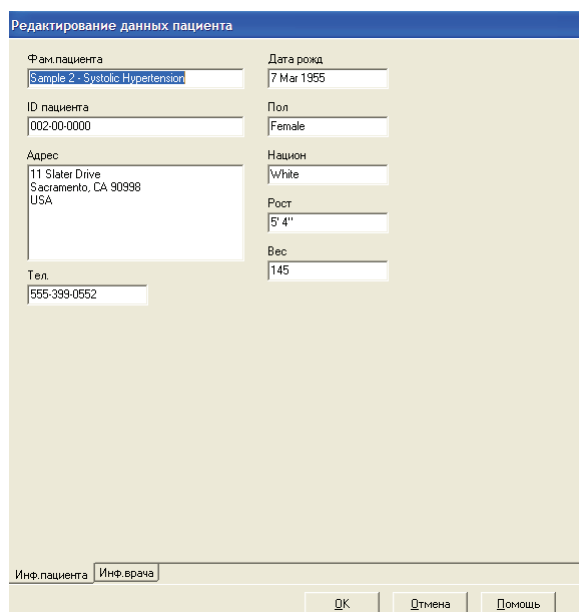 Редактирование данных пациента
Фам.пациента
Sample 2 - Systolic Hypertension
ID пациента
002-00-0000
Адрес
11 Slater Drive
Sacramento, CA 90998
USA
Тел.
555-399-0552
Дата рожд
7 Mar 1955
Пол
Female
Национ
White
Рост
5' 4''
Вес
145
Инф.пациента Инф.врача
OK Отмена Помощь